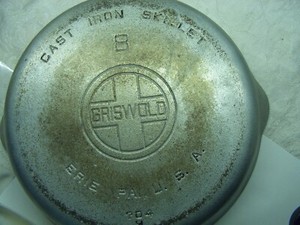 CAST IRON SKILLET
8
GRISWOLD
ERIE PA., U. S. A.
704